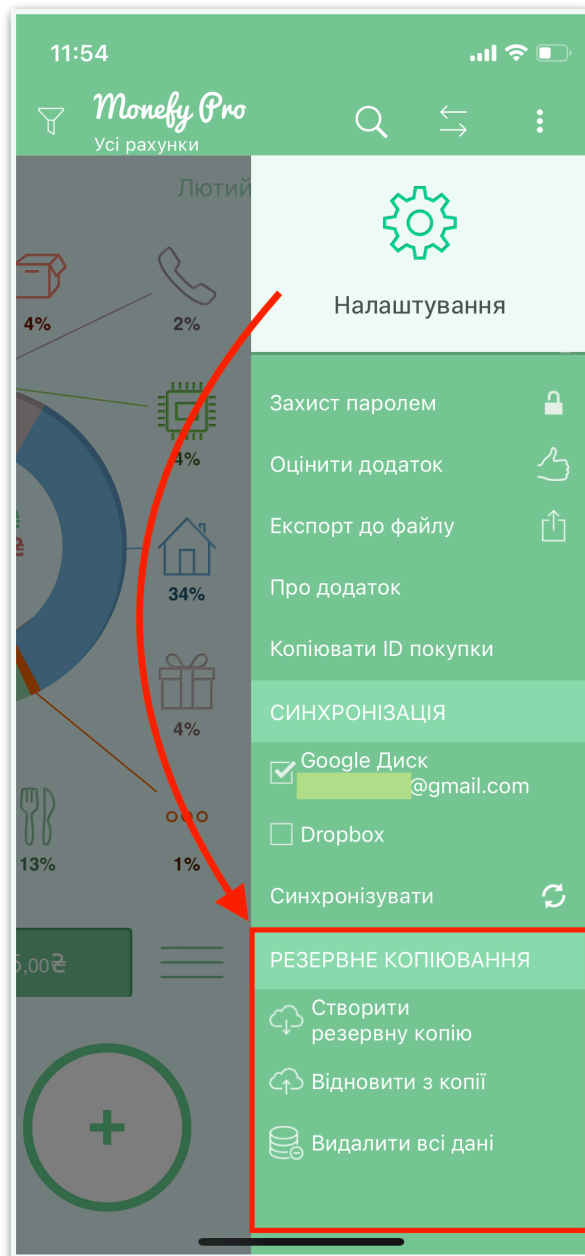 11:54
Monefy Pro
Усі рахунки
Лютий
Налаштування
4%
2%
Захист паролем
Оцінити додаток
4%
Експорт до файлу
₴
34%
Про додаток
Копіювати ID покупки
4%
СИНХРОНІЗАЦІЯ
Google Диск
@gmail.com
Dropbox
13%
1%
Синхронізувати
5,00₴
РЕЗЕРВНЕ КОПІЮВАННЯ
Створити
резервну копію
Відновити з копії
Видалити всі дані
+